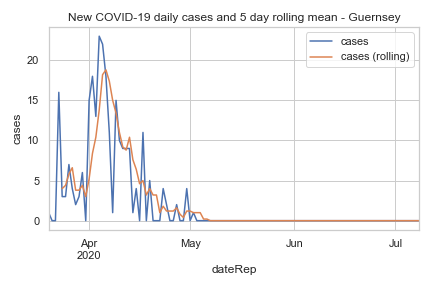 New COVID-19 daily cases and 5 day rolling mean - Guernsey
cases
cases (rolling)
20
15
10
5
0
cases
Apr
2020
May
Jun
Jul
dateRep